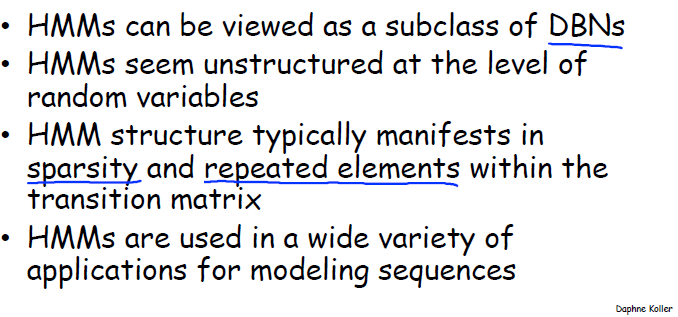 • HMMs can be viewed as a subclass of DBNs
• HMMs seem unstructured at the level of
random variables
• HMM structure typically manifests in
sparsity and repeated elements within the
transition matrix
• HMMs are used in a wide variety of
applications for modeling sequences
Daphne Koller